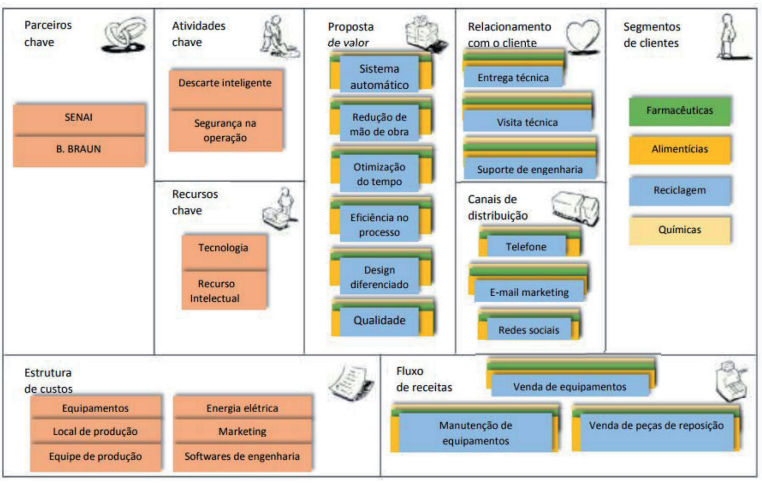 Parceiros
chave
SENAI
B. BRAUN
Atividades
chave
Descarte inteligente
Segurança na
operação
Recursos
chave
Tecnologia
Recurso
Intelectual
Proposta
de valor
Sistema
automático
Redução de
mão de obra
Otimização
do tempo
Eficiência no
processo
Design
diferenciado
Qualidade
Relacionamento
com o cliente
Entrega técnica
Visita técnica
Suporte de engenharia
Canais de
distribuição
Telefone
E-mail marketing
Redes sociais
Segmentos
de clientes
Farmacêuticas
Alimentícias
Reciclagem
Químicas
Estrutura
de custos
Equipamentos
Local de produção
Equipe de produção
Energia elétrica
Marketing
Softwares de engenharia
Fluxo
de receitas
Venda de equipamentos
Manutenção de
equipamentos
Venda de peças de reposição